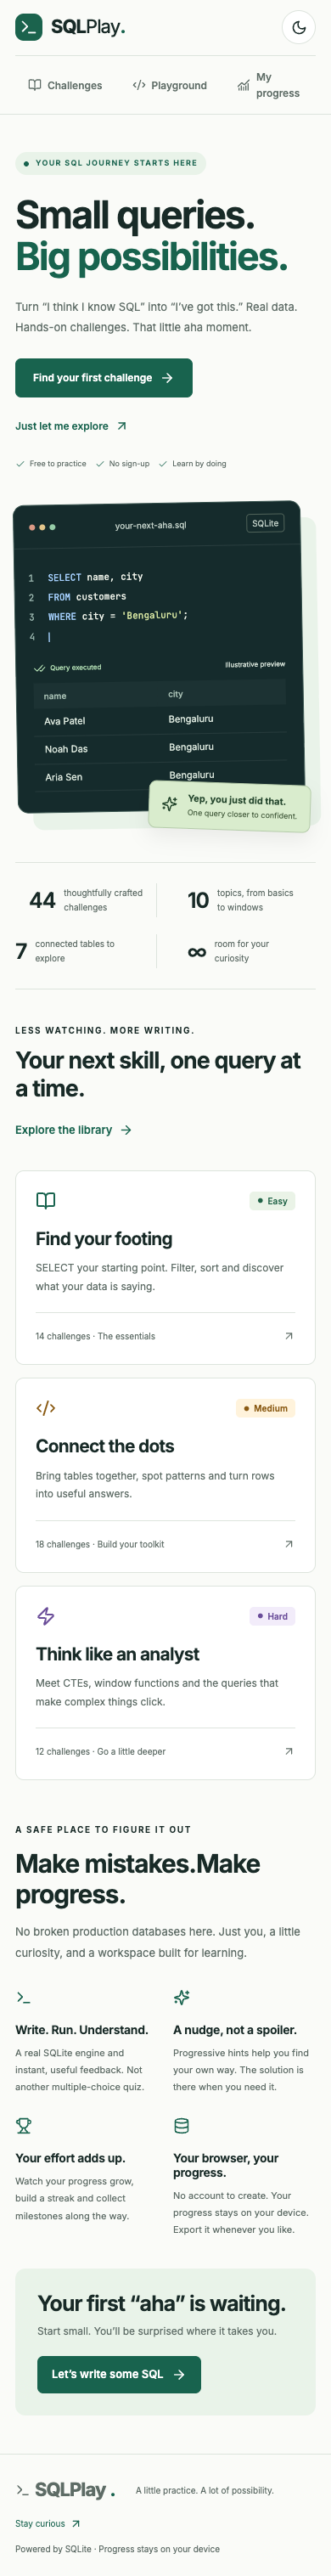 SQLPlay.
Challenges
Playground
My
progress
YOUR SQL JOURNEY STARTS HERE
Small queries.
Big possibilities.
Turn “I think I know SQL” into “I’ve got this.” Real data.
Hands-on challenges. That little aha moment.
Find your first challenge
Just let me explore
Free to practice
No sign-up
Learn by doing
your-next-aha.sql
SQLite
1 SELECT name, city
2 FROM customers
3 WHERE city = 'Bengaluru';
4
Query executed
Illustrative preview
name city
Ava Patel Bengaluru
Noah Das Bengaluru
Aria Sen Bengaluru
Yep, you just did that.
One query closer to confident.
44 thoughtfully crafted
challenges
10 topics, from basics
to windows
7 connected tables to
explore
∞ room for your
curiosity
LESS WATCHING. MORE WRITING.
Your next skill, one query at
a time.
Explore the library
Easy
Find your footing
SELECT your starting point. Filter, sort and discover
what your data is saying.
14 challenges · The essentials
Medium
Connect the dots
Bring tables together, spot patterns and turn rows
into useful answers.
18 challenges · Build your toolkit
Hard
Think like an analyst
Meet CTEs, window functions and the queries that
make complex things click.
12 challenges · Go a little deeper
A SAFE PLACE TO FIGURE IT OUT
Make mistakes.Make
progress.
No broken production databases here. Just you, a little
curiosity, and a workspace built for learning.
Write. Run. Understand.
A real SQLite engine and
instant, useful feedback. Not
another multiple-choice quiz.
A nudge, not a spoiler.
Progressive hints help you find
your own way. The solution is
there when you need it.
Your effort adds up.
Watch your progress grow,
build a streak and collect
milestones along the way.
Your browser, your
progress.
No account to create. Your
progress stays on your device.
Export it whenever you like.
Your first “aha” is waiting.
Start small. You’ll be surprised where it takes you.
Let’s write some SQL
SQLPlay.
A little practice. A lot of possibility.
Stay curious
Powered by SQLite · Progress stays on your device